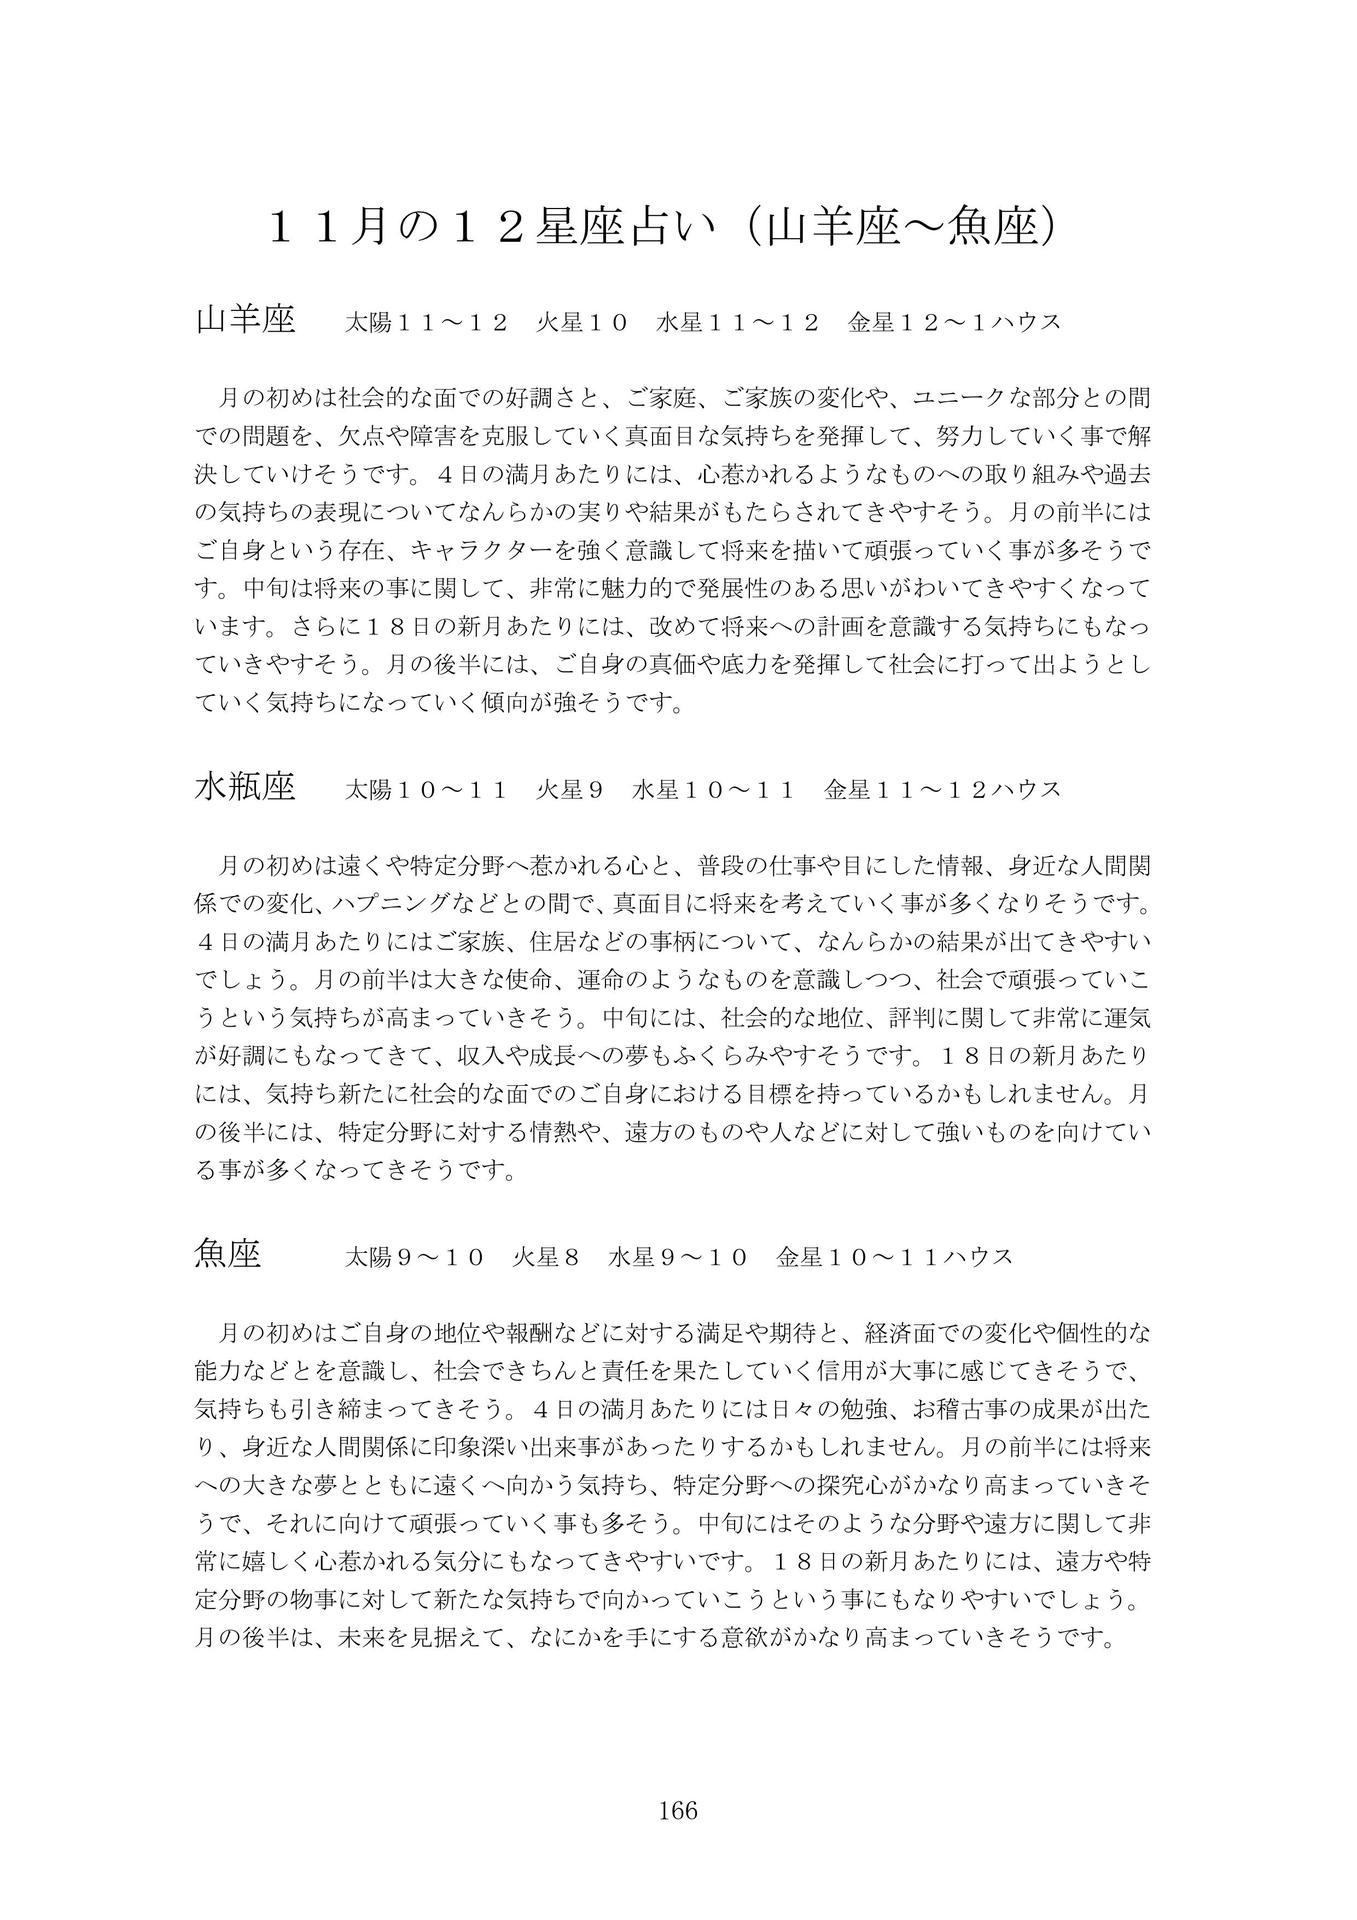 １１月の１２星座占い（山羊座～魚座）
山羊座　太陽１１～１２　火星１０　水星１１～１２　金星１２～１ハウス
　月の初めは社会的な面での好調さと、ご家庭、ご家族の変化や、ユニークな部分との間
での問題を、欠点や障害を克服していく真面目な気持ちを発揮して、努力していく事で解
決していけそうです。４日の満月あたりには、心惹かれるようなものへの取り組みや過去
の気持ちの表現についてなんらかの実りや結果がもたらされてきやすそう。月の前半には
ご自身という存在、キャラクターを強く意識して将来を描いて頑張っていく事が多そうで
す。中旬は将来の事に関して、非常に魅力的で発展性のある思いがわいてきやすくなって
います。さらに１８日の新月あたりには、改めて将来への計画を意識する気持ちにもなっ
ていきやすそう。月の後半には、ご自身の真価や底力を発揮して社会に打って出ようとし
ていく気持ちになっていく傾向が強そうです。
水瓶座　太陽１０～１１　火星９　水星１０～１１　金星１１～１２ハウス
　月の初めは遠くや特定分野へ惹かれる心と、普段の仕事や目にした情報、身近な人間関
係での変化、ハプニングなどとの間で、真面目に将来を考えていく事が多くなりそうです。
４日の満月あたりにはご家族、住居などの事柄について、なんらかの結果が出てきやすい
でしょう。月の前半は大きな使命、運命のようなものを意識しつつ、社会で頑張っていこ
うという気持ちが高まっていきそう。中旬には、社会的な地位、評判に関して非常に運気
が好調にもなってきて、収入や成長への夢もふくらみやすそうです。１８日の新月あたり
には、気持ち新たに社会的な面でのご自身における目標を持っているかもしれません。月
の後半には、特定分野に対する情熱や、遠方のものや人などに対して強いものを向けてい
る事が多くなってきそうです。
魚座　太陽９～１０　火星８　水星９～１０　金星１０～１１ハウス
　月の初めはご自身の地位や報酬などに対する満足や期待と、経済面での変化や個性的な
能力などとを意識し、社会できちんと責任を果たしていく信用が大事に感じてきそうで、
気持ちも引き締まってきそう。４日の満月あたりには日々の勉強、お稽古事の成果が出た
り、身近な人間関係に印象深い出来事があったりするかもしれません。月の前半には将来
への大きな夢とともに遠くへ向かう気持ち、特定分野への探究心がかなり高まっていきそ
うで、それに向けて頑張っていく事も多そう。中旬にはそのような分野や遠方に関して非
常に嬉しく心惹かれる気分にもなってきやすいです。１８日の新月あたりには、遠方や特
定分野の物事に対して新たな気持ちで向かっていこうという事にもなりやすいでしょう。
月の後半は、未来を見据えて、なにかを手にする意欲がかなり高まっていきそうです。
166